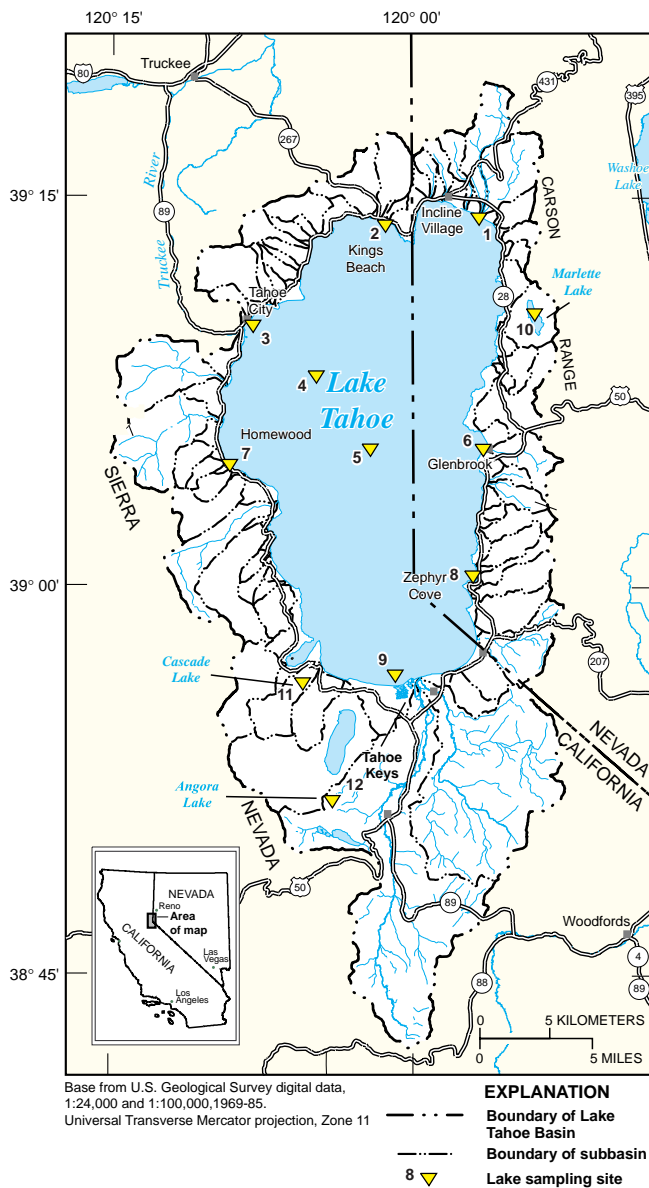 120° 15'
120° 00'
Truckee
80
431
395
267
39° 15'
River
Washoe
Lake
89
Incline
Village
CARSON
Truckee
2
1
Kings
Beach
Marlette
Lake
28
Tahoe
City
10
3
RANGE
4
Lake
Tahoe
50
Homewood
6
5
Glenbrook
7
SIERRA
8
Zephyr
Cove
39° 00'
9
207
Cascade
Lake
11
NEVADA
CALIFORNIA
Tahoe
Keys
Angora
Lake
12
NEVADA
50
89
Woodfords
NEVADA
Reno
Area
of map
CALIFORNIA
Las
Vegas
Los
Angeles
38° 45'
4
88
89
0 5 KILOMETERS
0 5 MILES
Base from U.S. Geological Survey digital data,
1:24,000 and 1:100,000,1969-85.
Universal Transverse Mercator projection, Zone 11
EXPLANATION
Boundary of Lake
Tahoe Basin
Boundary of subbasin
8 Lake sampling site